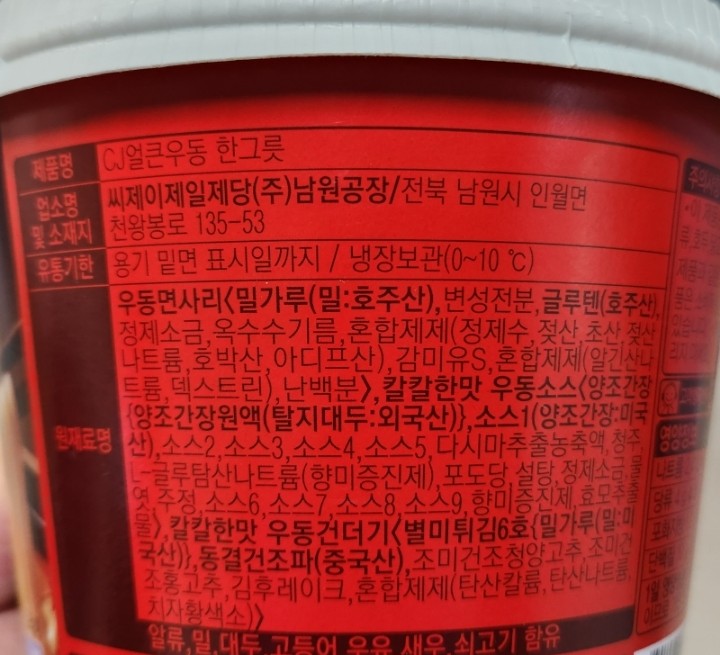 제품명 CJ얼큰우동 한그릇
업소명 및 소재지 씨제이제일제당(주)남원공장/전북 남원시 인월면
천왕봉로 135-53
유통기한 용기 밑면 표시일까지 / 냉장보관(0~10 ℃)
원재료명 우동면사리<밀가루(밀:호주산),변성전분,글루텐(호주산),
정제소금,옥수수기름,혼합제제(정제수,젖산,초산,젖산
나트륨,호박산,아디프산),감미유S,혼합제제(알긴산나
트륨,덱스트린),난백분>,칼칼한맛 우동소스<양조간장
{양조간장원액(탈지대두:외국산)},소스1(양조간장:미국
산),소스2,소스3,소스4,소스5,다시마추출농축액,청주,
L-글루탐산나트륨(향미증진제),포도당,설탕,정제소금,물
엿,주정,소스6,소스7,소스8,소스9,향미증진제,효모추출
물>,칼칼한맛 우동건더기<별미튀김6호{밀가루(밀:미
국산)},동결건조파(중국산),조미건조청양고추,조미건
조홍고추,김후레이크,혼합제제(탄산칼륨,탄산나트륨,
치자황색소)>
알류,밀,대두,고등어,우유,새우,쇠고기 함유